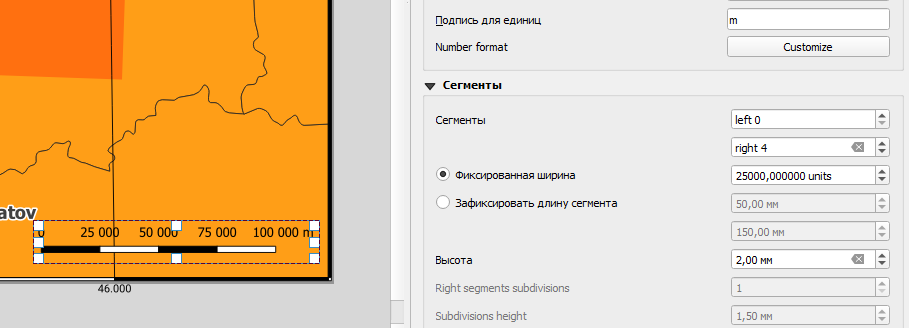 Подпись для единиц
m
Number format
Customize
Сегменты
Сегменты
left 0
right 4
Фиксированная ширина
25000,000000 units
Зафиксировать длину сегмента
50,00 мм
150,00 мм
Высота
2,00 мм
Right segments subdivisions
1
Subdivisions height
1,50 мм
atov
0 25 000 50 000 75 000 100 000 m
46.000